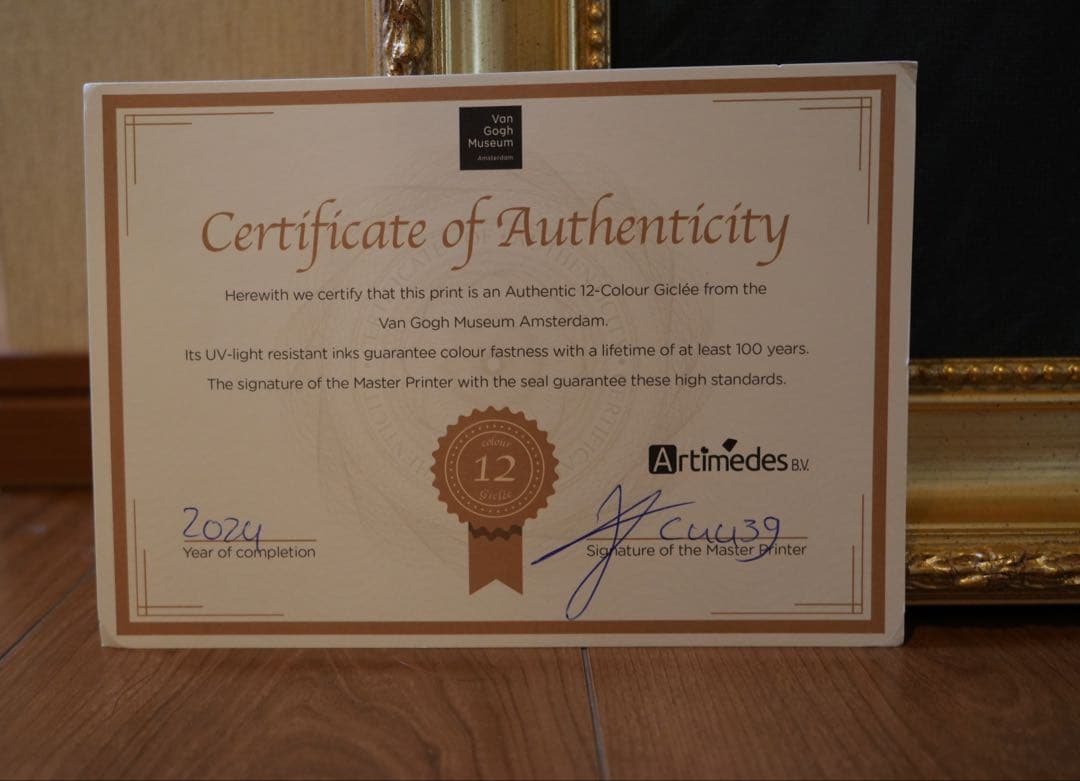 Van
Gogh
Museum
Amsterdam
Certificate of Authenticity
Herewith we certify that this print is an Authentic 12-Colour Giclée from the
Van Gogh Museum Amsterdam.
Its UV-light resistant inks guarantee colour fastness with a lifetime of at least 100 years.
The signature of the Master Printer with the seal guarantee these high standards.
colour
12
Giclée
Artimedes B.V.
2024
Year of completion
Signature of the Master Printer